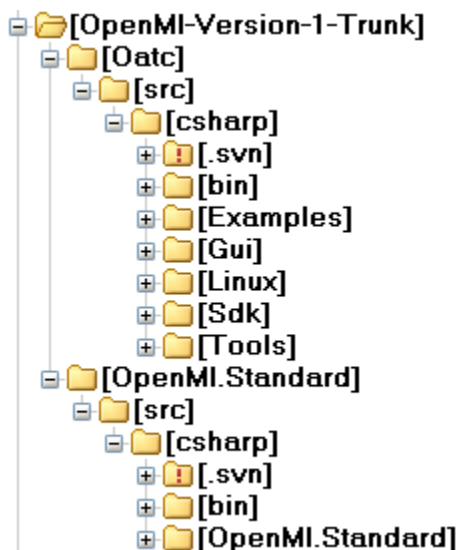 [OpenMI-Version-1-Trunk]
[Oatc]
[src]
[csharp]
[.svn]
[bin]
[Examples]
[Gui]
[Linux]
[Sdk]
[Tools]
[OpenMI.Standard]
[src]
[csharp]
[.svn]
[bin]
[OpenMI.Standard]